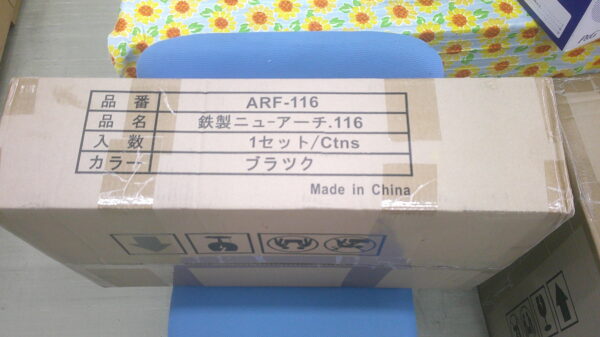 品番 ARF-116
品名 鉄製ニューアーチ.116
入数 1セット/Ctns
カラー ブラツク
Made in China